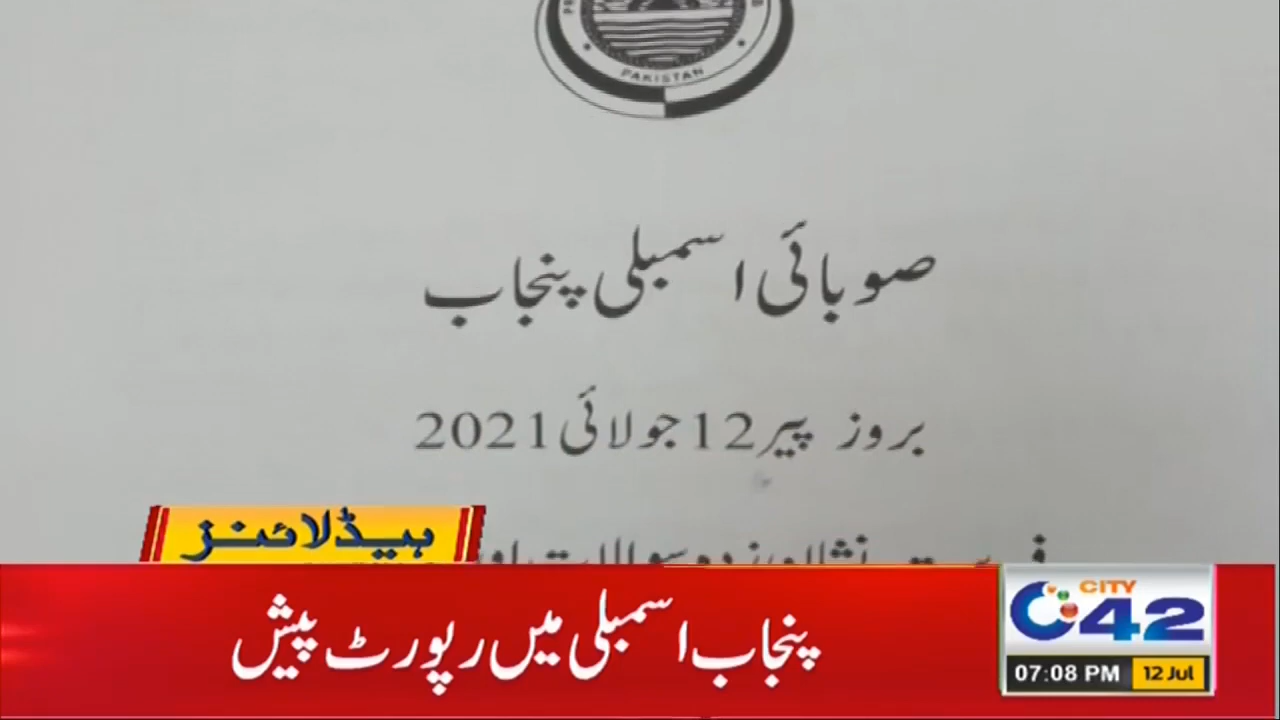 PAKISTAN
صوبائی اسمبلی پنجاب
بروز پیر 12 جولائی 2021
ہیڈلائنز
پنجاب اسمبلی میں رپورٹ پیش
CITY
42
07:08 PM
12 Jul